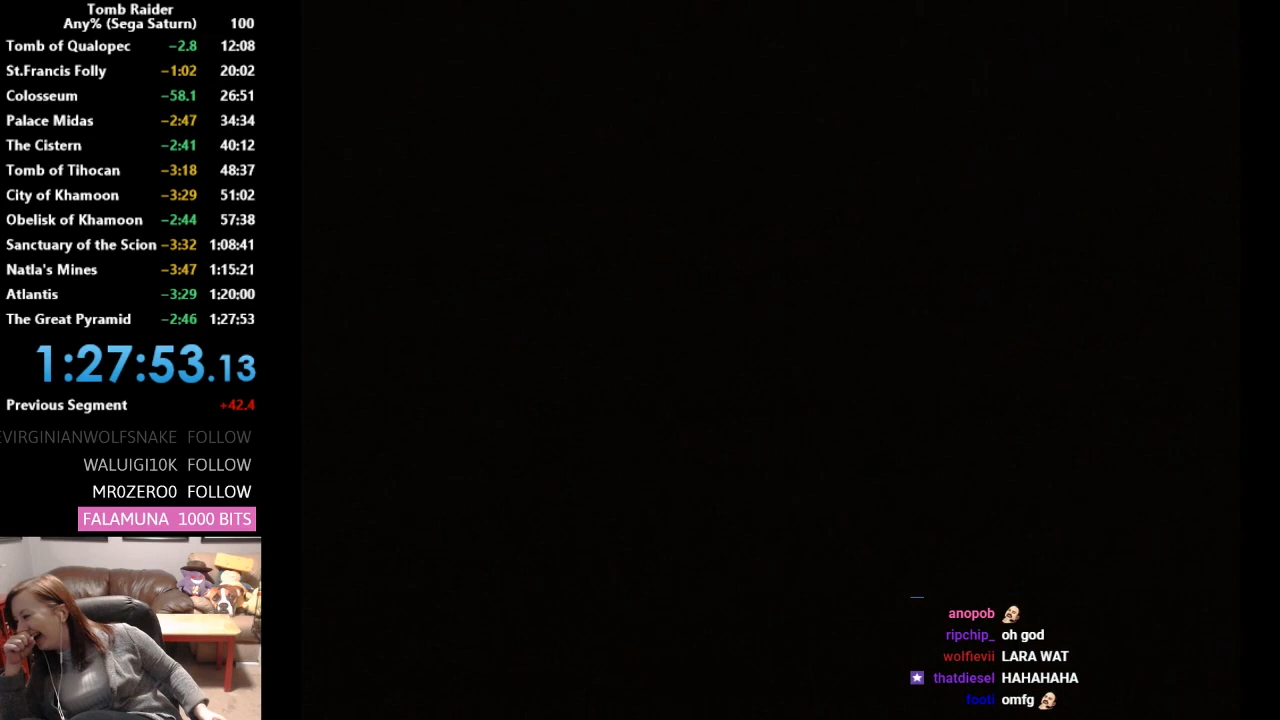 Tomb Raider
Any% (Sega Saturn) 100
Tomb of Qualopec −2.8 12:08
St.Francis Folly −1:02 20:02
Colosseum −58.1 26:51
Palace Midas −2:47 34:34
The Cistern −2:41 40:12
Tomb of Tihocan −3:18 48:37
City of Khamoon −3:29 51:02
Obelisk of Khamoon −2:44 57:38
Sanctuary of the Scion −3:32 1:08:41
Natla's Mines −3:47 1:15:21
Atlantis −3:29 1:20:00
The Great Pyramid −2:46 1:27:53
1:27:53.13
Previous Segment +42.4
EVIRGINIANWOLFSNAKE FOLLOW
WALUIGI10K FOLLOW
MR0ZERO0 FOLLOW
FALAMUNA 1000 BITS
anopob
ripchip_ oh god
wolfievii LARA WAT
thatdiesel HAHAHAHA
footi omfg